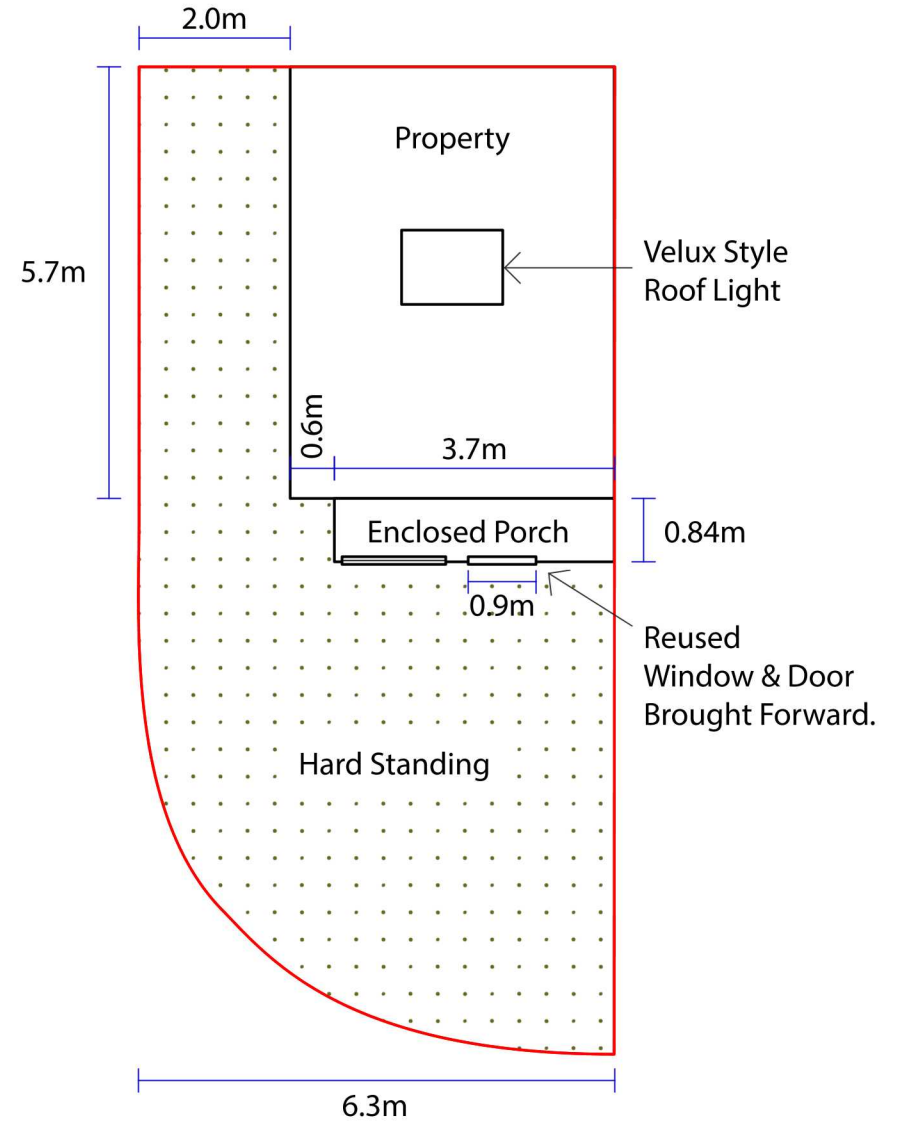 2.0m
Property
Velux Style
Roof Light
5.7m
0.6m
3.7m
Enclosed Porch
0.84m
0.9m
Reused
Window & Door
Brought Forward.
Hard Standing
6.3m